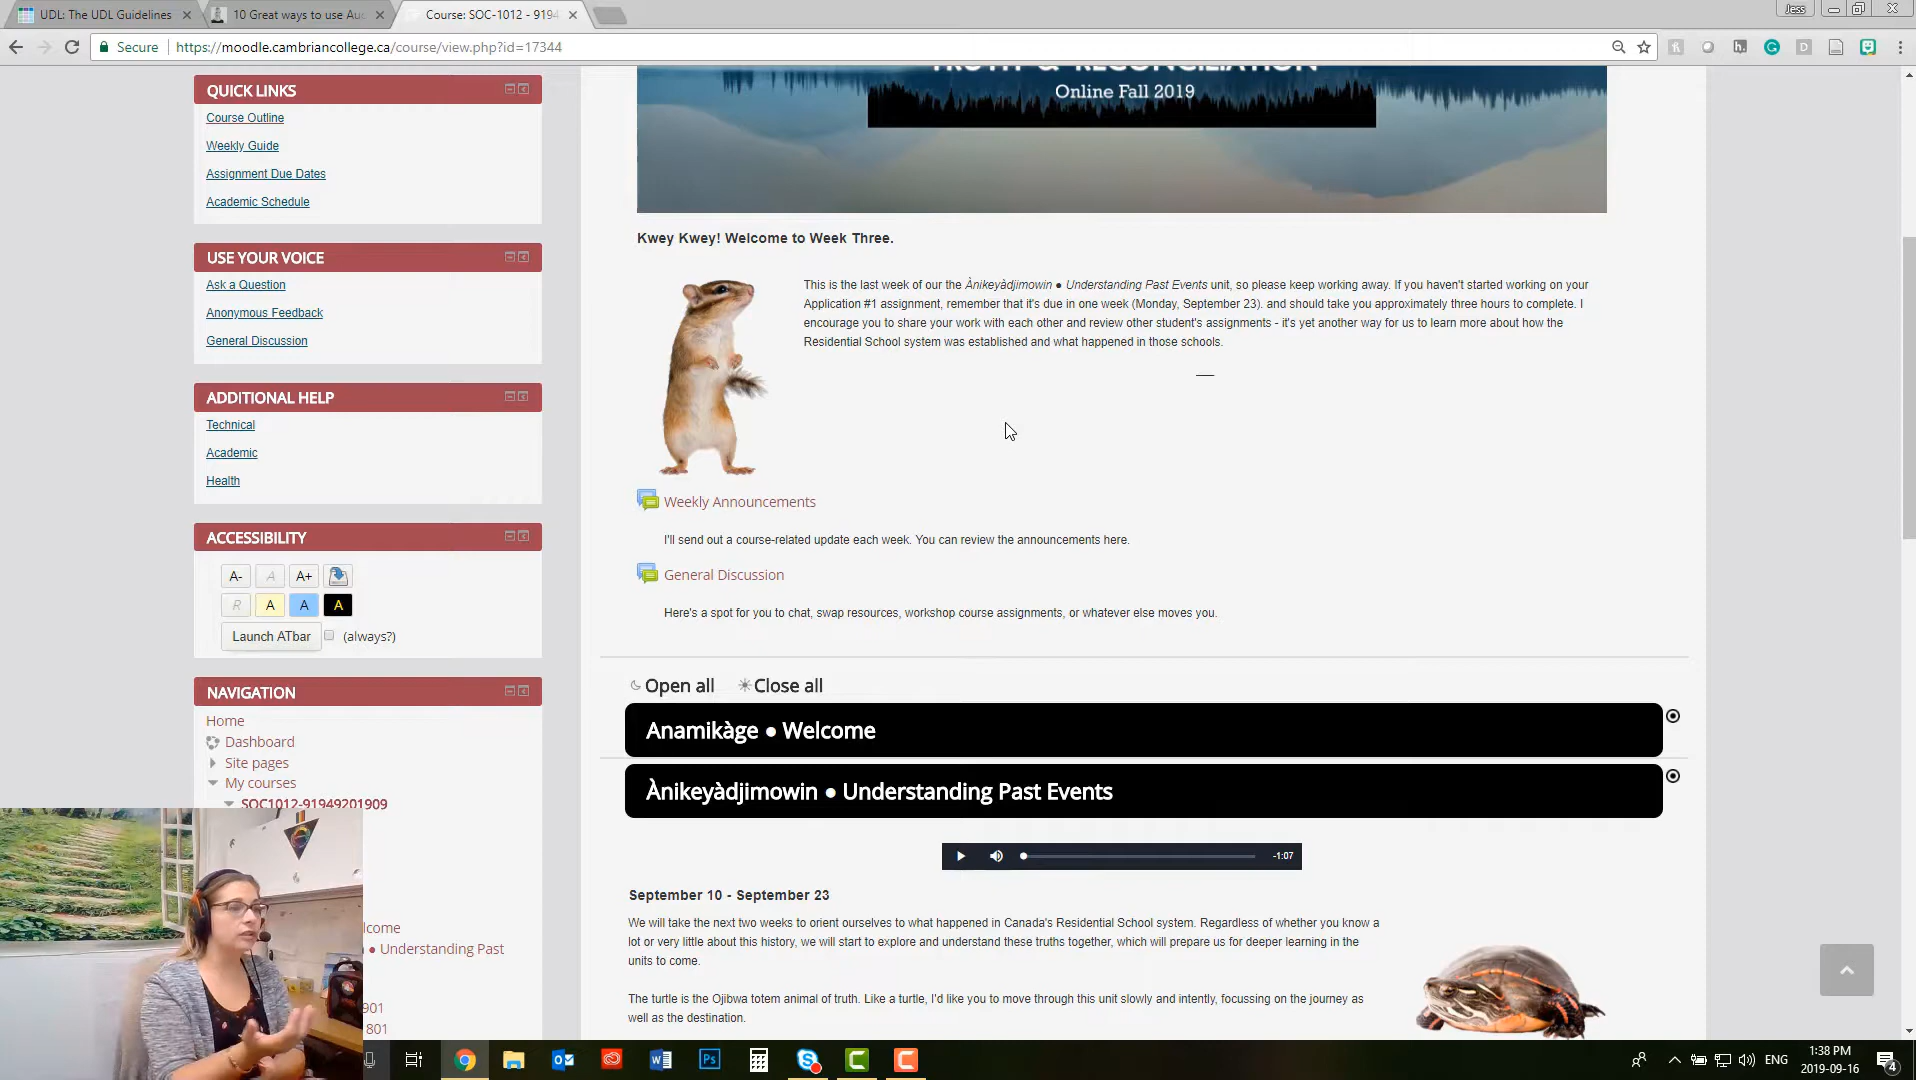 UDL: The UDL Guidelines
10 Great ways to use Au
Course: SOC-1012 - 9194
Jess
Secure
https://moodle.cambriancollege.ca/course/view.php?id=17344
TRUTH & RECONCILIATION
Online Fall 2019
QUICK LINKS
Course Outline
Weekly Guide
Assignment Due Dates
Academic Schedule
USE YOUR VOICE
Ask a Question
Anonymous Feedback
General Discussion
ADDITIONAL HELP
Technical
Academic
Health
ACCESSIBILITY
A- A A+
R A A A
Launch ATbar (always?)
NAVIGATION
Home
Dashboard
Site pages
My courses
SOC1012-91949201909
lcome
● Understanding Past
901
801
Kwey Kwey! Welcome to Week Three.
This is the last week of our the Ànikeyàdjimowin ● Understanding Past Events unit, so please keep working away. If you haven't started working on your
Application #1 assignment, remember that it's due in one week (Monday, September 23). and should take you approximately three hours to complete. I
encourage you to share your work with each other and review other student's assignments - it's yet another way for us to learn more about how the
Residential School system was established and what happened in those schools.
Weekly Announcements
I'll send out a course-related update each week. You can review the announcements here.
General Discussion
Here's a spot for you to chat, swap resources, workshop course assignments, or whatever else moves you.
Open all Close all
Anamikàge ● Welcome
Ànikeyàdjimowin ● Understanding Past Events
-1:07
September 10 - September 23
We will take the next two weeks to orient ourselves to what happened in Canada's Residential School system. Regardless of whether you know a
lot or very little about this history, we will start to explore and understand these truths together, which will prepare us for deeper learning in the
units to come.
The turtle is the Ojibwa totem animal of truth. Like a turtle, I'd like you to move through this unit slowly and intently, focussing on the journey as
well as the destination.
ENG
1:38 PM
2019-09-16
4